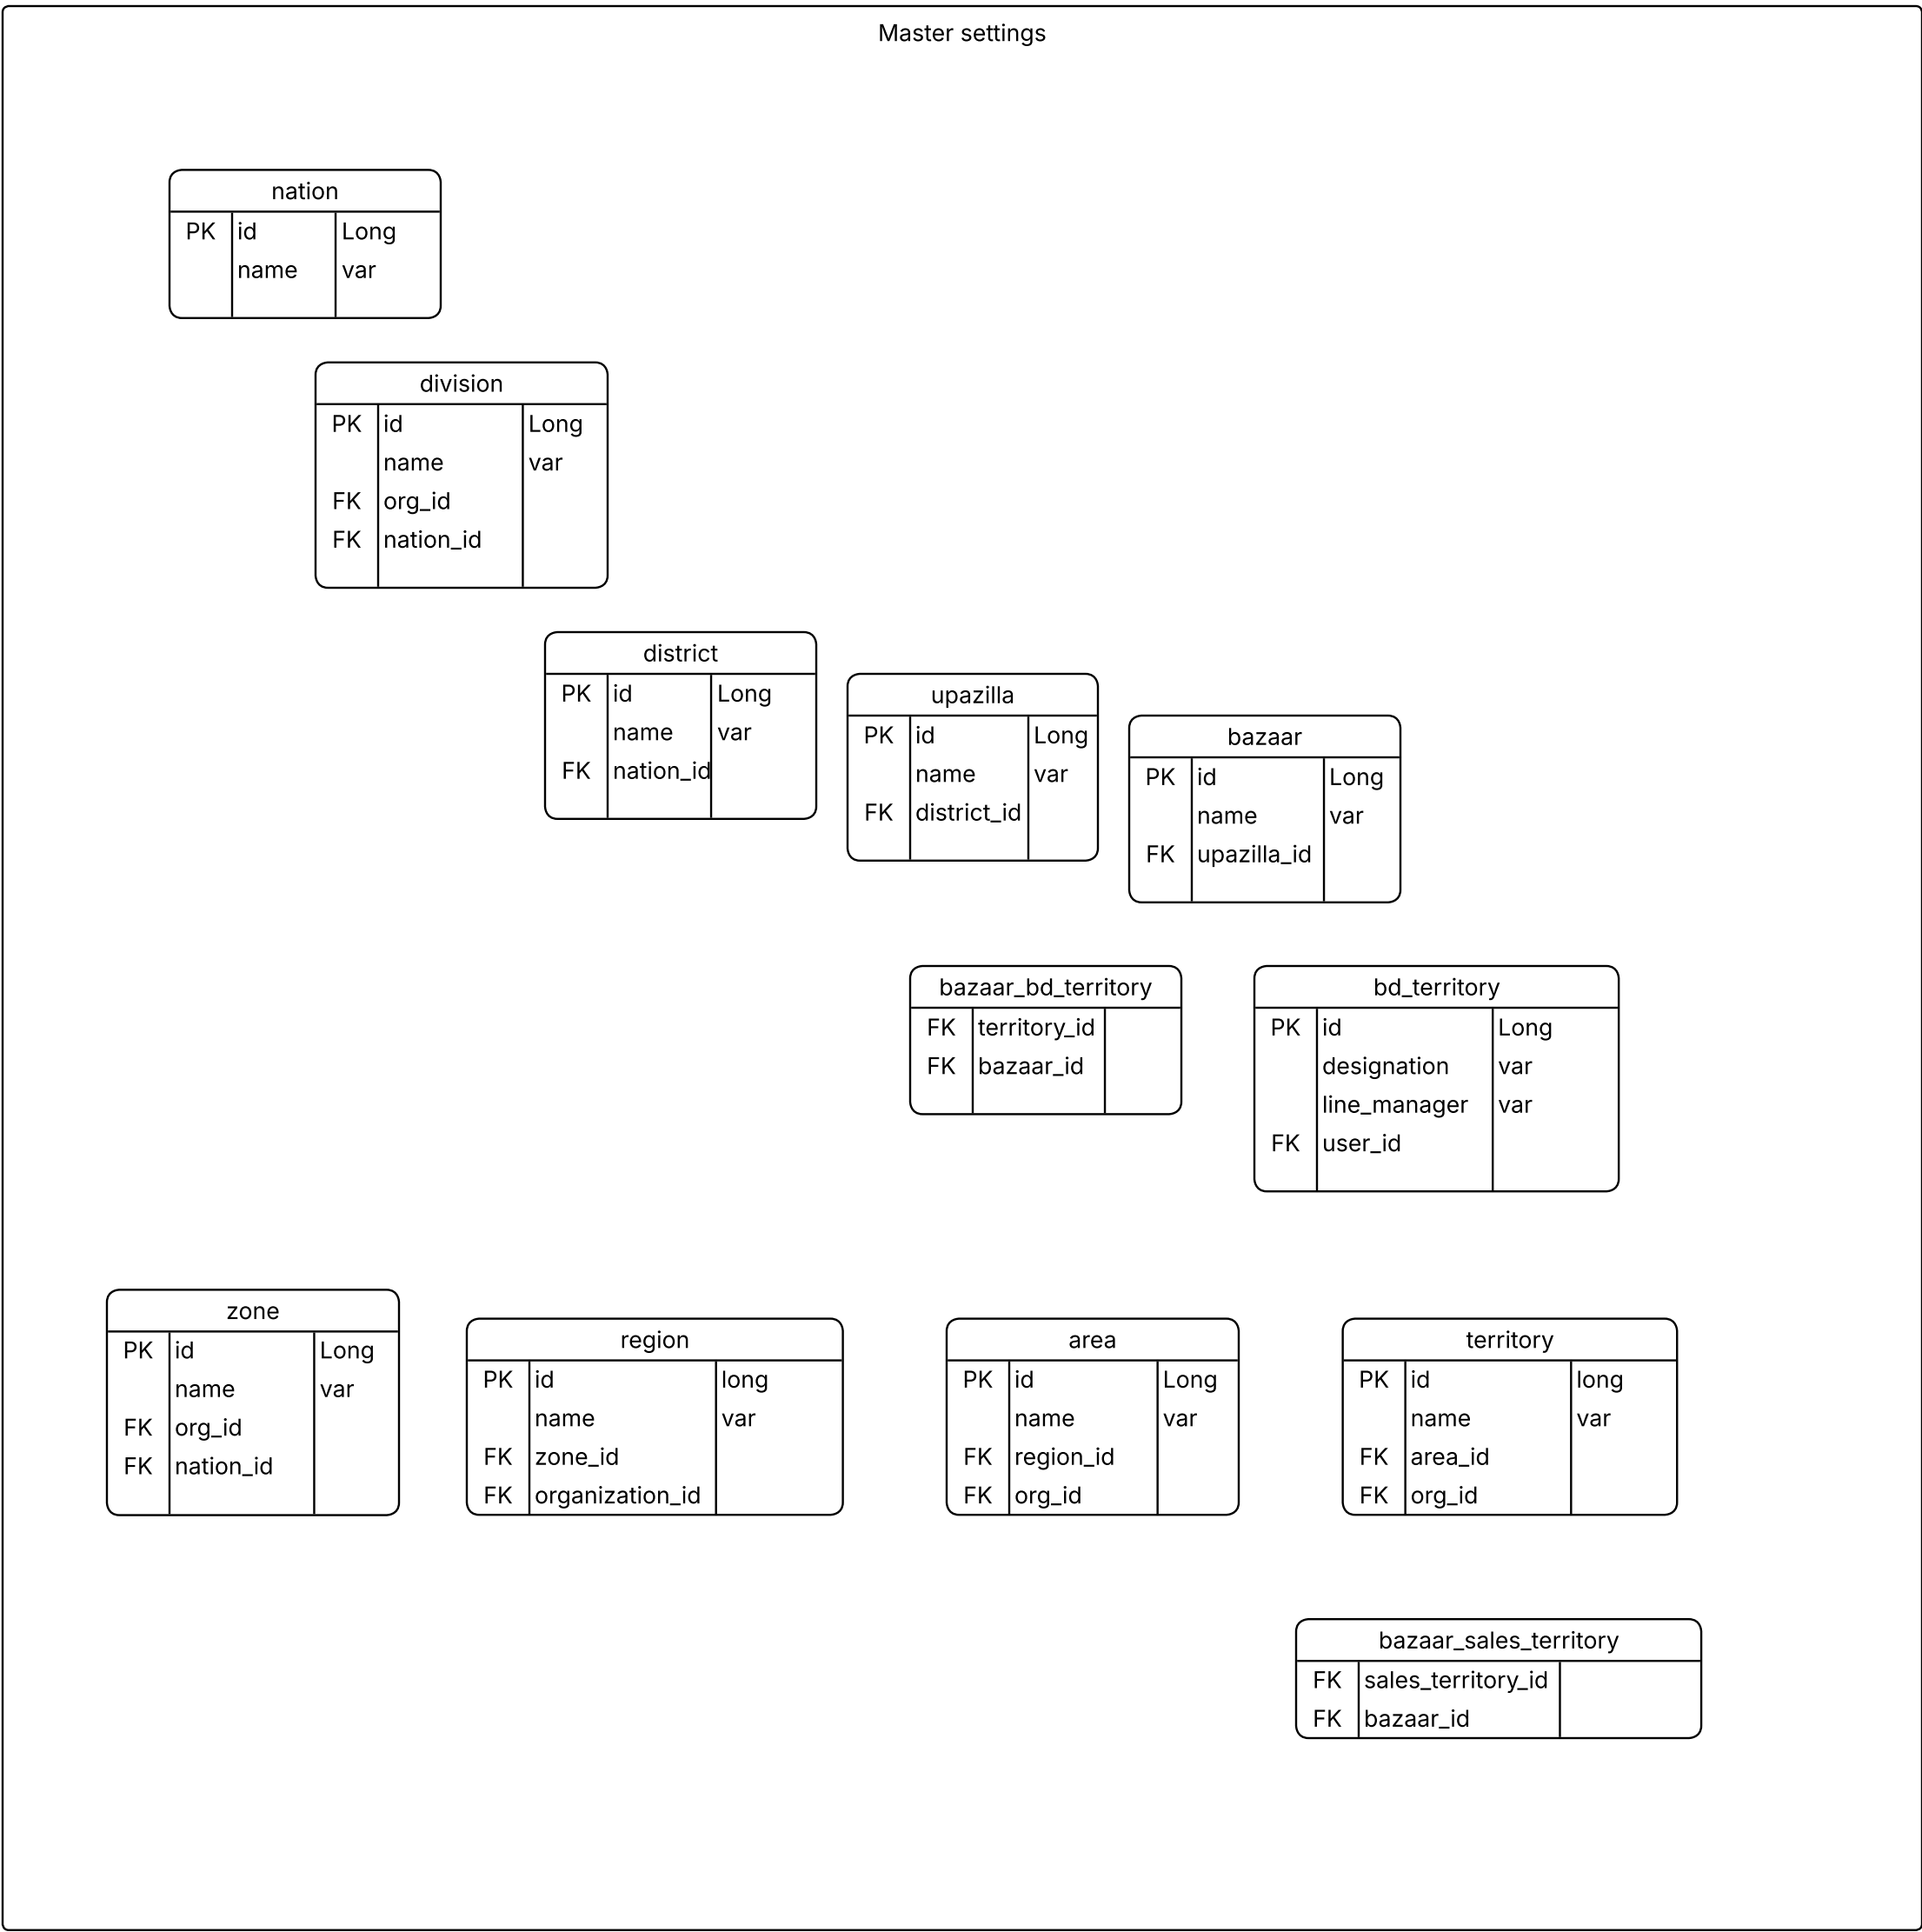 Master settings
nation
PK id Long
name var
division
PK id Long
name var
FK org_id
FK nation_id
district
PK id Long
name var
FK nation_id
upazilla
PK id Long
name var
FK district_id
bazaar
PK id Long
name var
FK upazilla_id
bazaar_bd_territory
FK territory_id
FK bazaar_id
bd_territory
PK id Long
designation var
line_manager var
FK user_id
zone
PK id Long
name var
FK org_id
FK nation_id
region
PK id long
name var
FK zone_id
FK organization_id
area
PK id Long
name var
FK region_id
FK org_id
territory
PK id long
name var
FK area_id
FK org_id
bazaar_sales_territory
FK sales_territory_id
FK bazaar_id